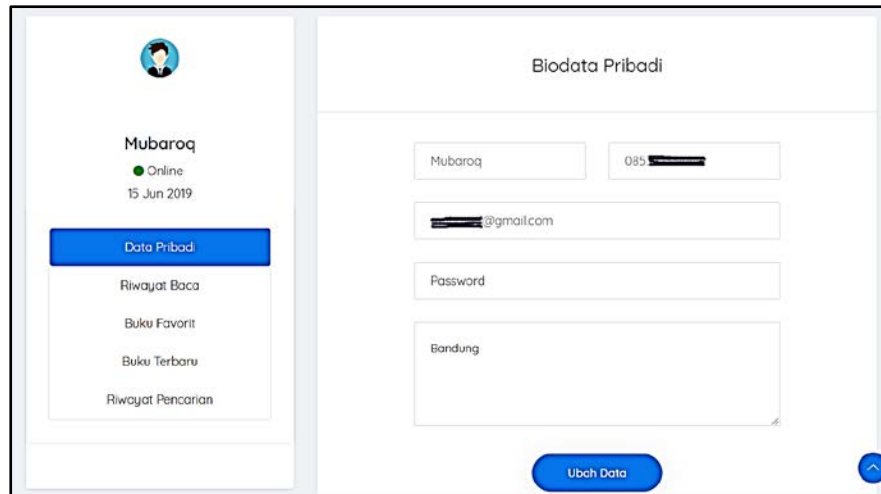 Mubaroq
Online
15 Jun 2019
Data Pribadi
Riwayat Baca
Buku Favorit
Buku Terbaru
Riwayat Pencarian
Biodata Pribadi
Mubaroq 085
@gmail.com
Password
Bandung
Ubah Data